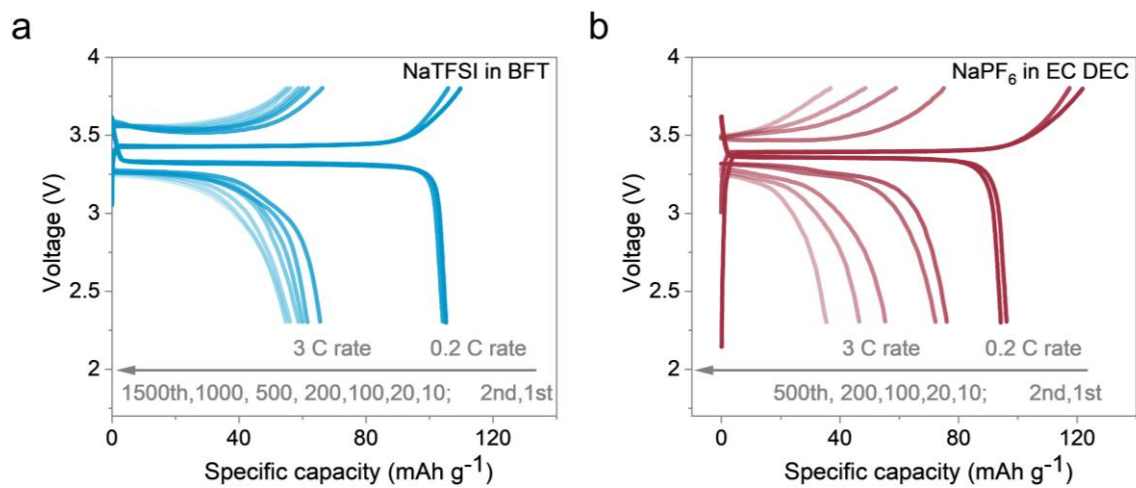 a
NaTFSI in BFT
4
3.5
3
2.5
2
Voltage (V)
3 C rate
0.2 C rate
1500th,1000, 500, 200,100,20,10; 2nd,1st
0
40
80
120
Specific capacity (mAh g⁻¹)
b
NaPF₆ in EC DEC
4
3.5
3
2.5
2
Voltage (V)
3 C rate
0.2 C rate
500th, 200,100,20,10; 2nd,1st
0
20
40
60
80
100
120
Specific capacity (mAh g⁻¹)